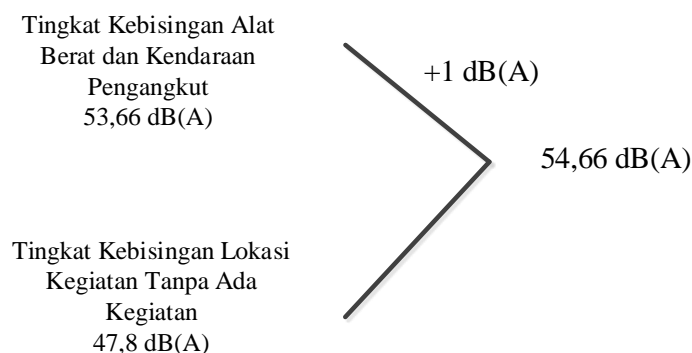 Tingkat Kebisingan Alat
Berat dan Kendaraan
Pengangkut
53,66 dB(A)
+1 dB(A)
54,66 dB(A)
Tingkat Kebisingan Lokasi
Kegiatan Tanpa Ada
Kegiatan
47,8 dB(A)